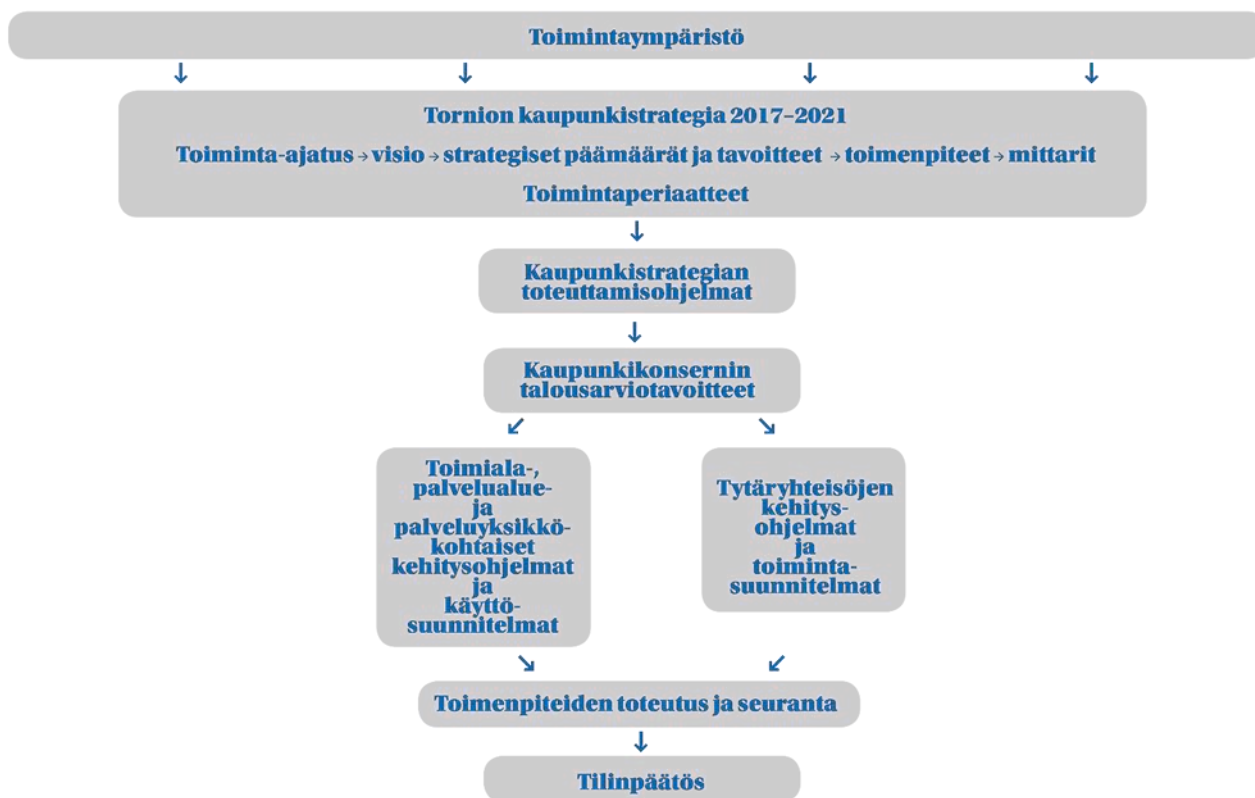 Toimintaympäristö
Tornion kaupunkistrategia 2017–2021
Toiminta-ajatus → visio → strategiset päämäärät ja tavoitteet → toimenpiteet → mittarit
Toimintaperiaatteet
Kaupunkistrategian
toteuttamisohjelmat
Kaupunkikonsernin
talousarviotavoitteet
Toimiala-,
palvelualue-
ja
palveluyksikkö-
kohtaiset
kehitysohjelmat
ja
käyttö-
suunnitelmat
Tytäryhteisöjen
kehitys-
ohjelmat
ja
toiminta-
suunnitelmat
Toimenpiteiden toteutus ja seuranta
Tilinpäätös